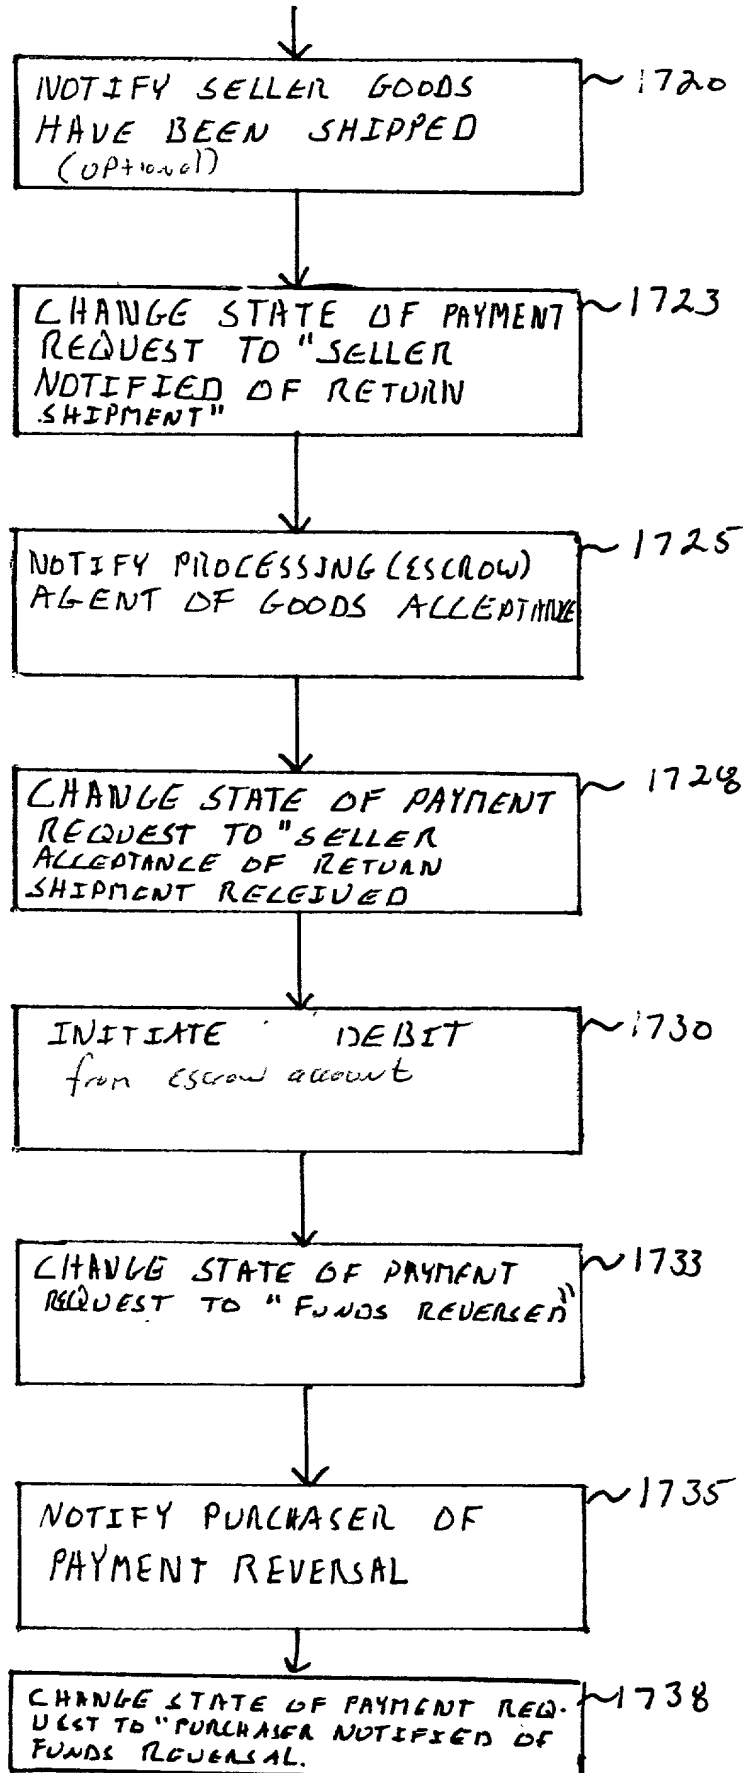 NOTIFY SELLER GOODS
HAVE BEEN SHIPPED
(optional)
1720
CHANGE STATE OF PAYMENT
REQUEST TO "SELLER
NOTIFIED OF RETURN
SHIPMENT"
1723
NOTIFY PROCESSING (ESCROW)
AGENT OF GOODS ACCEPTANCE
1725
CHANGE STATE OF PAYMENT
REQUEST TO "SELLER
ACCEPTANCE OF RETURN
SHIPMENT RECEIVED
1728
INITIATE DEBIT
from escrow account
1730
CHANGE STATE OF PAYMENT
REQUEST TO "FUNDS REVERSED"
1733
NOTIFY PURCHASER OF
PAYMENT REVERSAL
1735
CHANGE STATE OF PAYMENT REQ-
UEST TO "PURCHASER NOTIFIED OF
FUNDS REVERSAL.
1738